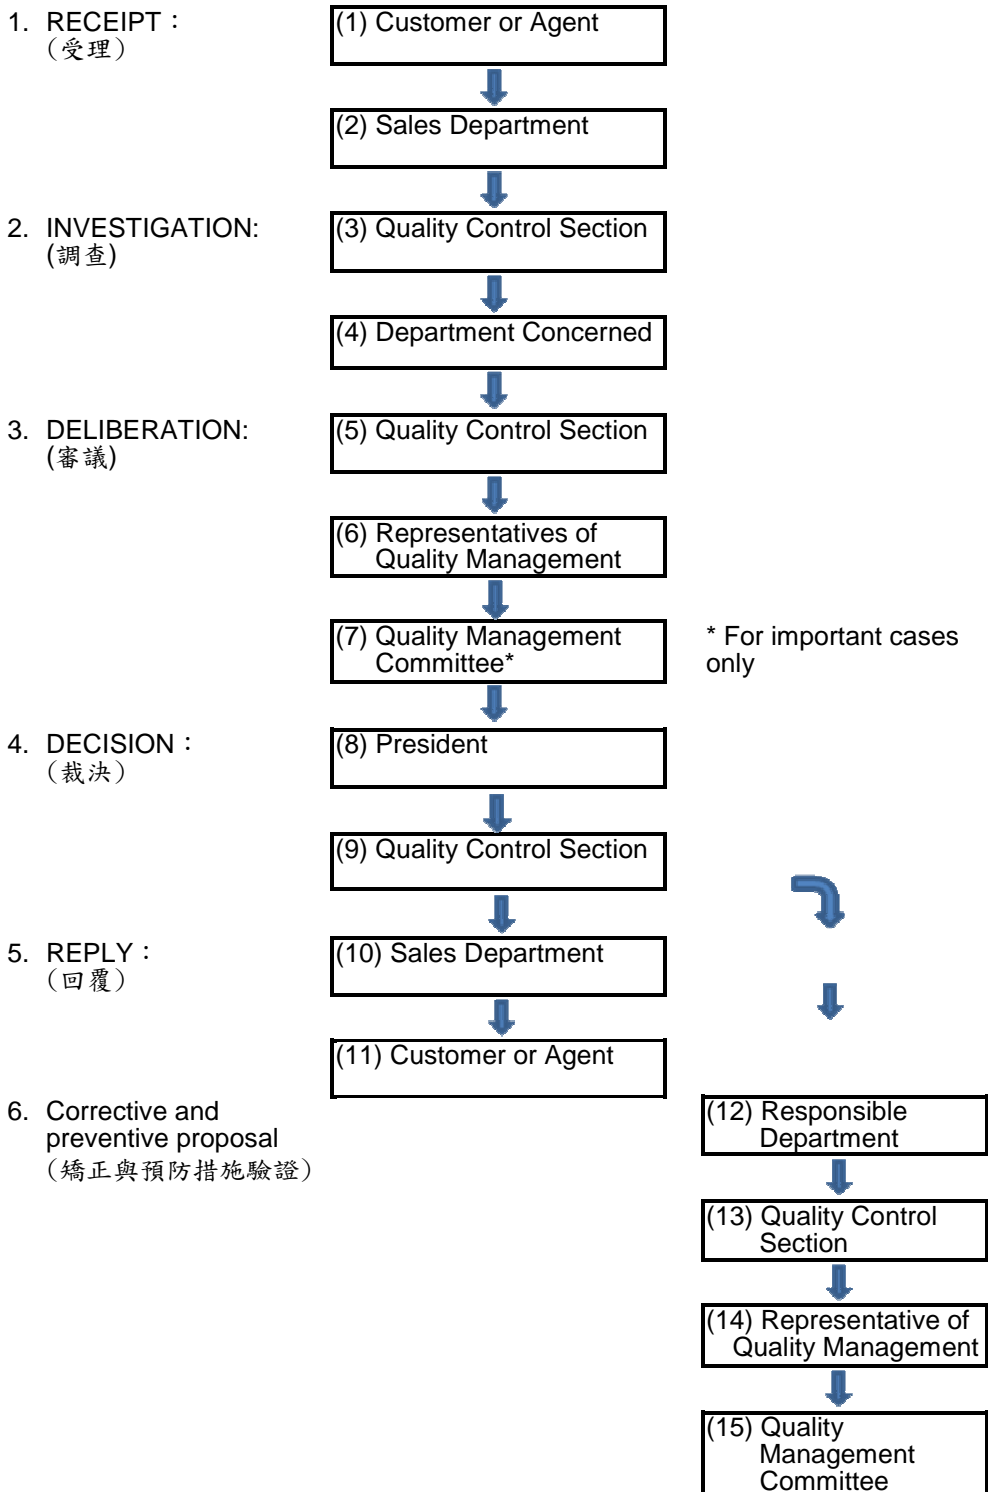 1. RECEIPT：
（受理）
(1) Customer or Agent
(2) Sales Department
2. INVESTIGATION:
(調查)
(3) Quality Control Section
(4) Department Concerned
3. DELIBERATION:
(審議)
(5) Quality Control Section
(6) Representatives of
Quality Management
(7) Quality Management
Committee*
* For important cases
only
4. DECISION：
（裁決）
(8) President
(9) Quality Control Section
5. REPLY：
（回覆）
(10) Sales Department
(11) Customer or Agent
6. Corrective and
preventive proposal
（矯正與預防措施驗證）
(12) Responsible
Department
(13) Quality Control
Section
(14) Representative of
Quality Management
(15) Quality
Management
Committee